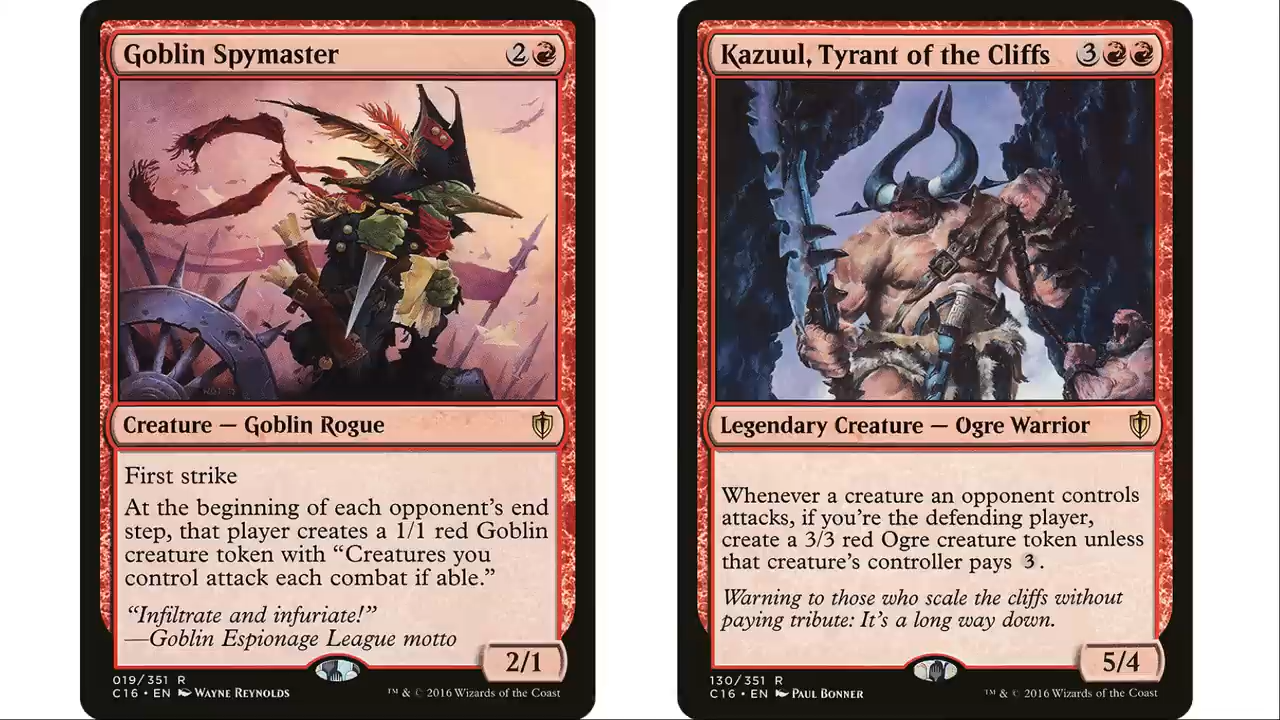 Goblin Spymaster
2
Creature — Goblin Rogue
First strike
At the beginning of each opponent's end
step, that player creates a 1/1 red Goblin
creature token with “Creatures you
control attack each combat if able.”
“Infiltrate and infuriate!”
—Goblin Espionage League motto
2/1
019/351 R
C16 • EN WAYNE REYNOLDS
™ & © 2016 Wizards of the Coast
Kazuul, Tyrant of the Cliffs
3
Legendary Creature — Ogre Warrior
Whenever a creature an opponent controls
attacks, if you're the defending player,
create a 3/3 red Ogre creature token unless
that creature's controller pays 3.
Warning to those who scale the cliffs without
paying tribute: It's a long way down.
5/4
130/351 R
C16 • EN PAUL BONNER
™ & © 2016 Wizards of the Coast